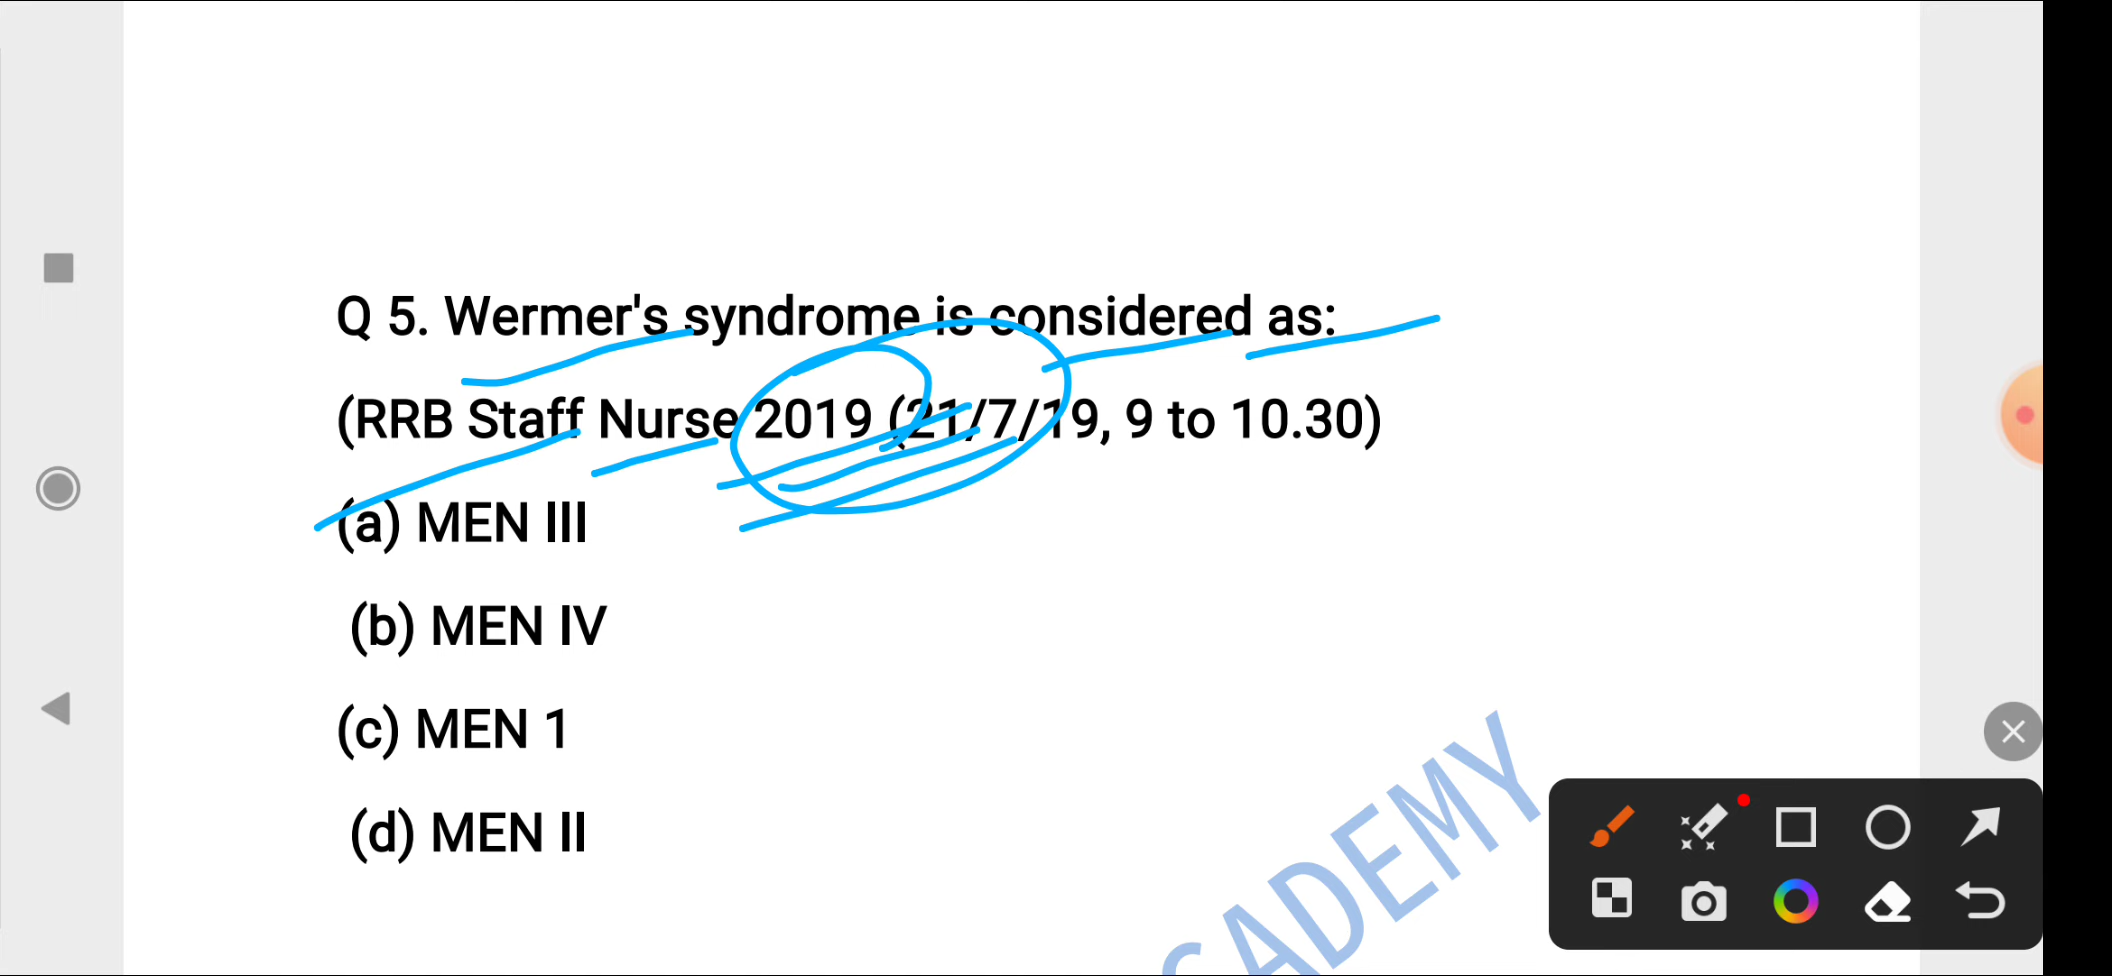 Q 5. Wermer's syndrome is considered as:
(RRB Staff Nurse 2019 (21/7/19, 9 to 10.30)
(a) MEN III
(b) MEN IV
(c) MEN 1
(d) MEN II
CADEMY